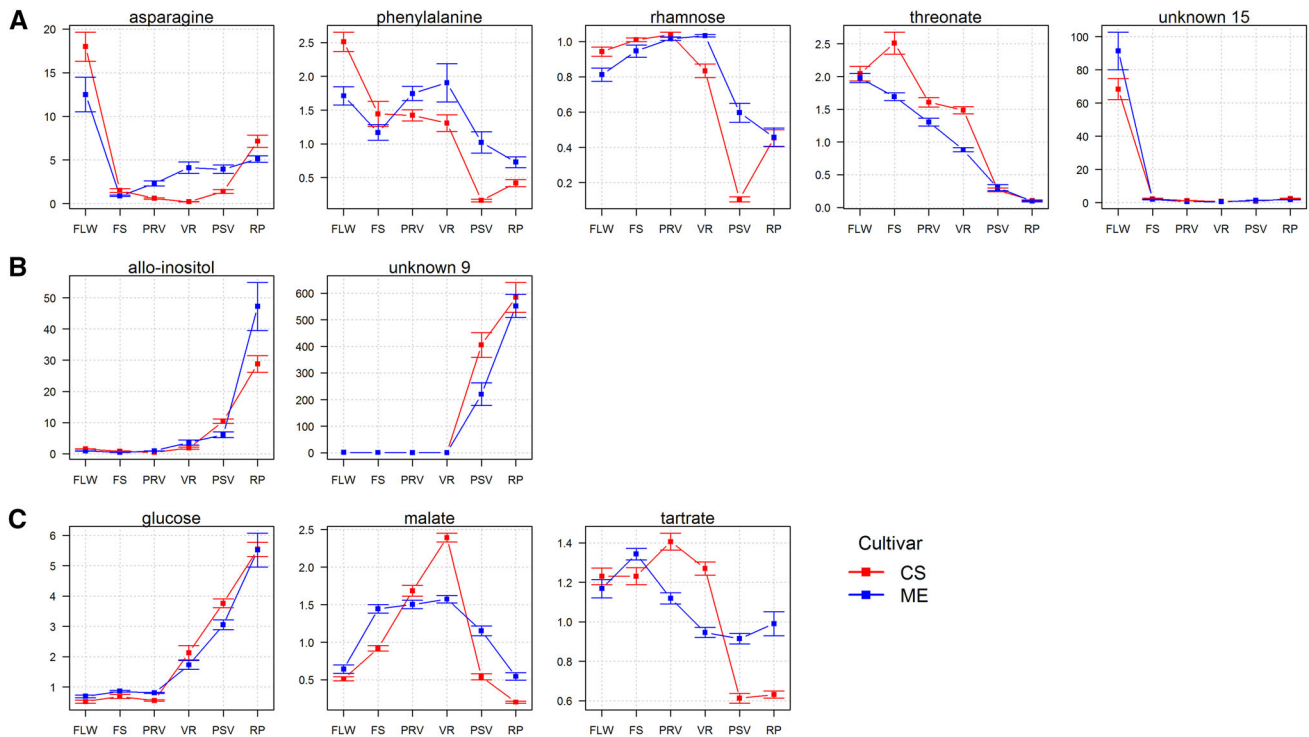 A
asparagine phenylalanine rhamnose threonate unknown 15
20
15
10
5
0
FLW FS PRV VR PSV RP
2.5
2.0
1.5
1.0
0.5
FLW FS PRV VR PSV RP
1.0
0.8
0.6
0.4
0.2
FLW FS PRV VR PSV RP
2.5
2.0
1.5
1.0
0.5
0.0
FLW FS PRV VR PSV RP
100
80
60
40
20
0
FLW FS PRV VR PSV RP
B
allo-inositol unknown 9
50
40
30
20
10
0
FLW FS PRV VR PSV RP
600
500
400
300
200
100
0
FLW FS PRV VR PSV RP
C
glucose malate tartrate
6
5
4
3
2
1
FLW FS PRV VR PSV RP
2.5
2.0
1.5
1.0
0.5
FLW FS PRV VR PSV RP
1.4
1.2
1.0
0.8
0.6
FLW FS PRV VR PSV RP
Cultivar
CS
ME